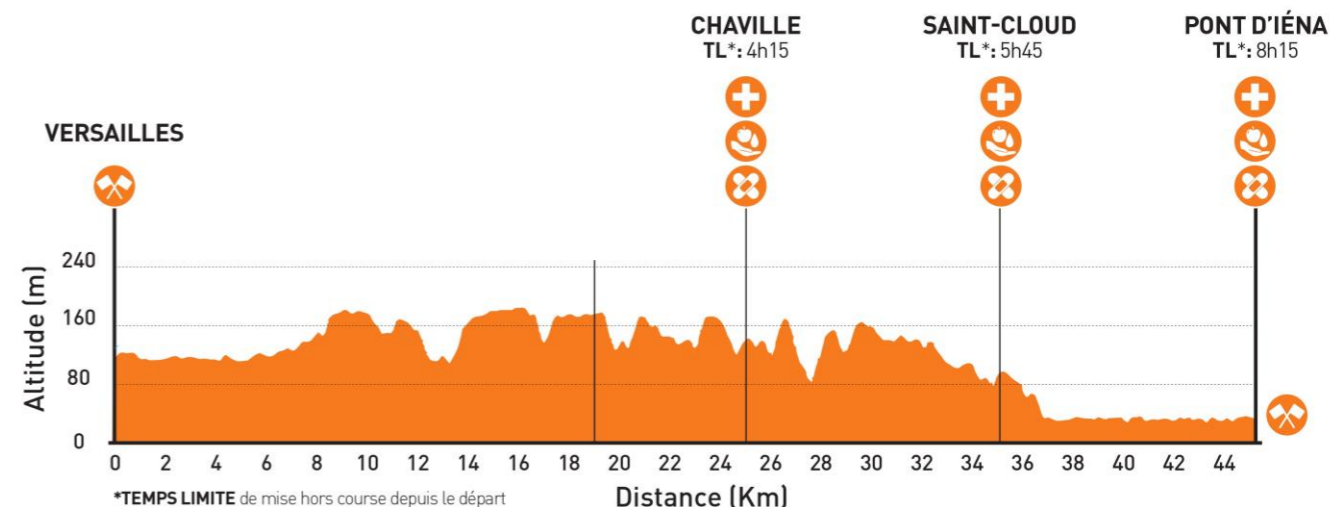 CHAVILLE
TL*: 4h15
SAINT-CLOUD
TL*: 5h45
PONT D'IÉNA
TL*: 8h15
VERSAILLES
Altitude (m)
240
160
80
0
0 2 4 6 8 10 12 14 16 18 20 22 24 26 28 30 32 34 36 38 40 42 44
*TEMPS LIMITE de mise hors course depuis le départ
Distance (Km)